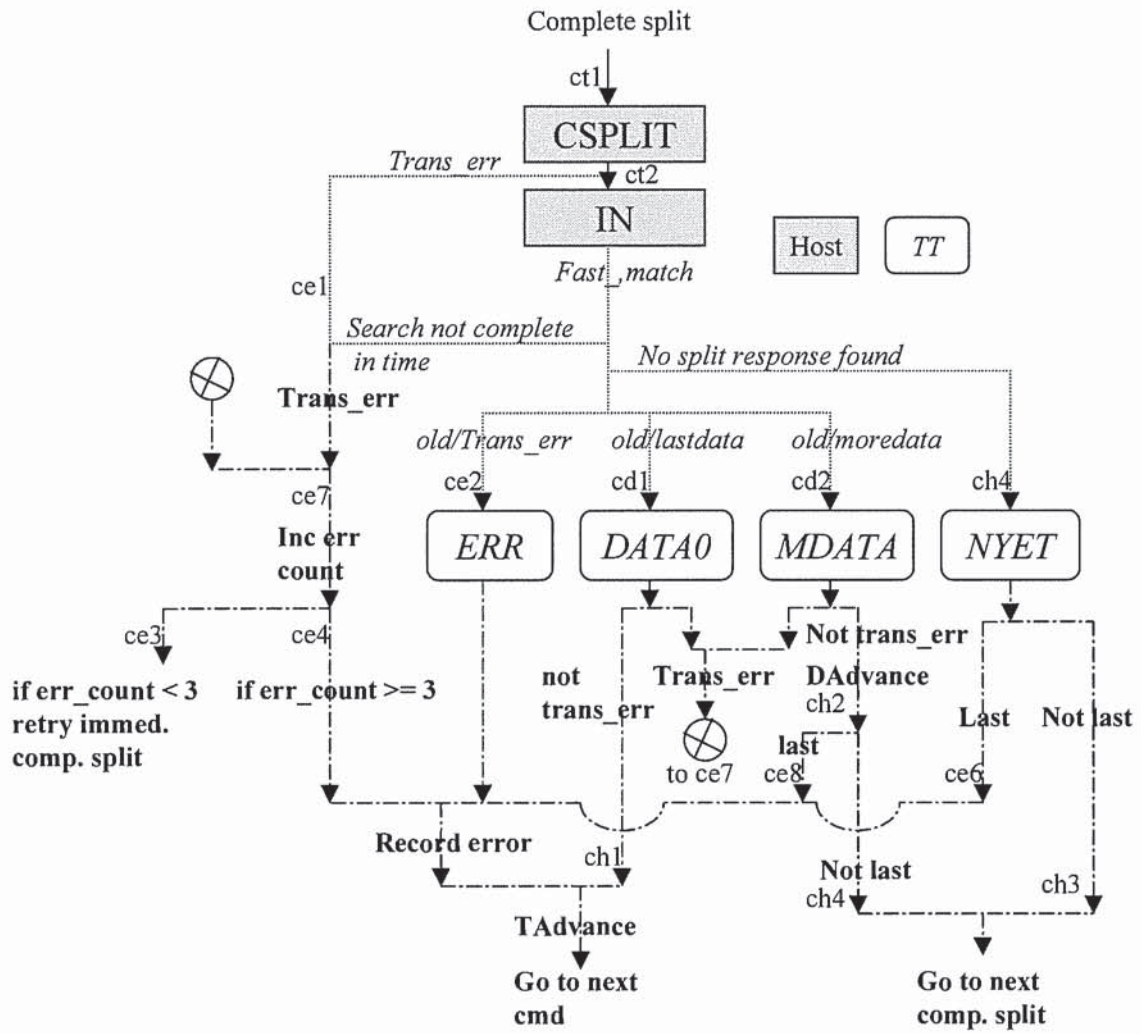 Complete split
ct1
CSPLIT
Trans_err
ct2
IN
Host
TT
Fast_,match
ce1
Search not complete
in time
No split response found
Trans_err
old/Trans_err
old/lastdata
old/moredata
ce2
cd1
cd2
ch4
ce7
ERR
DATA0
MDATA
NYET
Inc err
count
ce3
ce4
Not trans_err
if err_count < 3
retry immed.
comp. split
if err_count >= 3
not
trans_err
Trans_err
DAdvance
ch2
Last
Not last
last
to ce7
ce8
ce6
Record error
ch1
Not last
ch4
ch3
TAdvance
Go to next
cmd
Go to next
comp. split